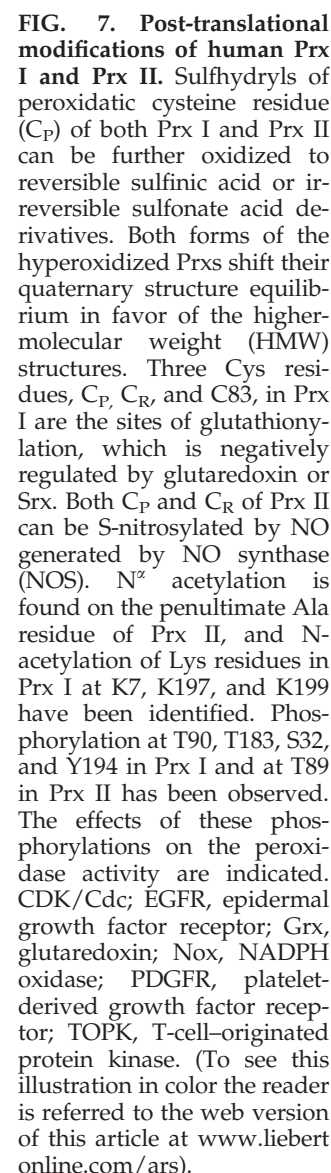 FIG. 7. Post-translational
modifications of human Prx
I and Prx II. Sulfhydryls of
peroxidatic cysteine residue
(CP) of both Prx I and Prx II
can be further oxidized to
reversible sulfinic acid or ir-
reversible sulfonate acid de-
rivatives. Both forms of the
hyperoxidized Prxs shift their
quaternary structure equilib-
rium in favor of the higher-
molecular weight (HMW)
structures. Three Cys resi-
dues, CP, CR, and C83, in Prx
I are the sites of glutathiony-
lation, which is negatively
regulated by glutaredoxin or
Srx. Both CP and CR of Prx II
can be S-nitrosylated by NO
generated by NO synthase
(NOS). Nα acetylation is
found on the penultimate Ala
residue of Prx II, and N-
acetylation of Lys residues in
Prx I at K7, K197, and K199
have been identified. Phos-
phorylation at T90, T183, S32,
and Y194 in Prx I and at T89
in Prx II has been observed.
The effects of these phos-
phorylations on the peroxi-
dase activity are indicated.
CDK/Cdc; EGFR, epidermal
growth factor receptor; Grx,
glutaredoxin; Nox, NADPH
oxidase; PDGFR, platelet-
derived growth factor recep-
tor; TOPK, T-cell–originated
protein kinase. (To see this
illustration in color the reader
is referred to the web version
of this article at www.liebert
online.com/ars).